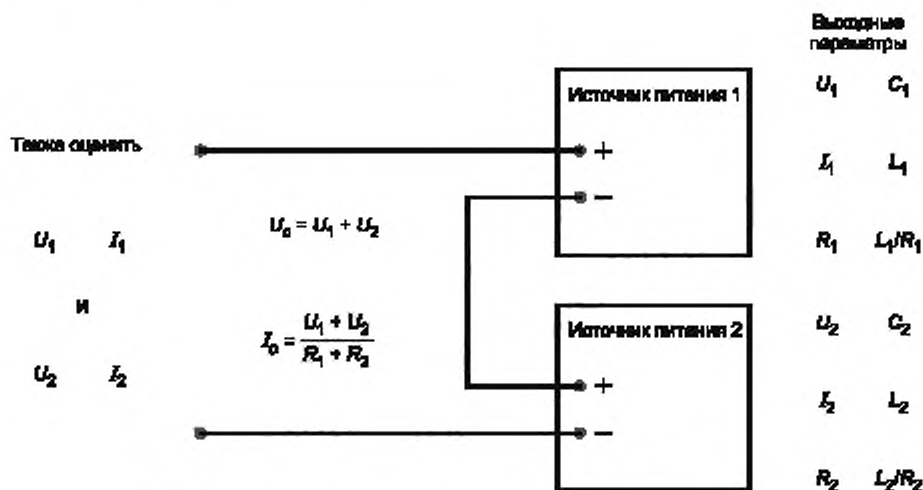 Выходные
параметры
U₁ C₁
Источник питания 1
Также оценить
+
I₁ L₁
−
U₀ = U₁ + U₂
U₁ I₁
R₁ L₁/R₁
и
I₀ = (U₁ + U₂) / (R₁ + R₂)
Источник питания 2
U₂ C₂
U₂ I₂
+
I₂ L₂
−
R₂ L₂/R₂